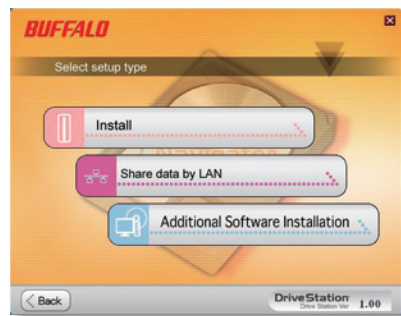 BUFFALO
Select setup type
Install
Navigator
Share data by LAN
Additional Software Installation
Back
DriveStation
Drive Station Ver 1.00